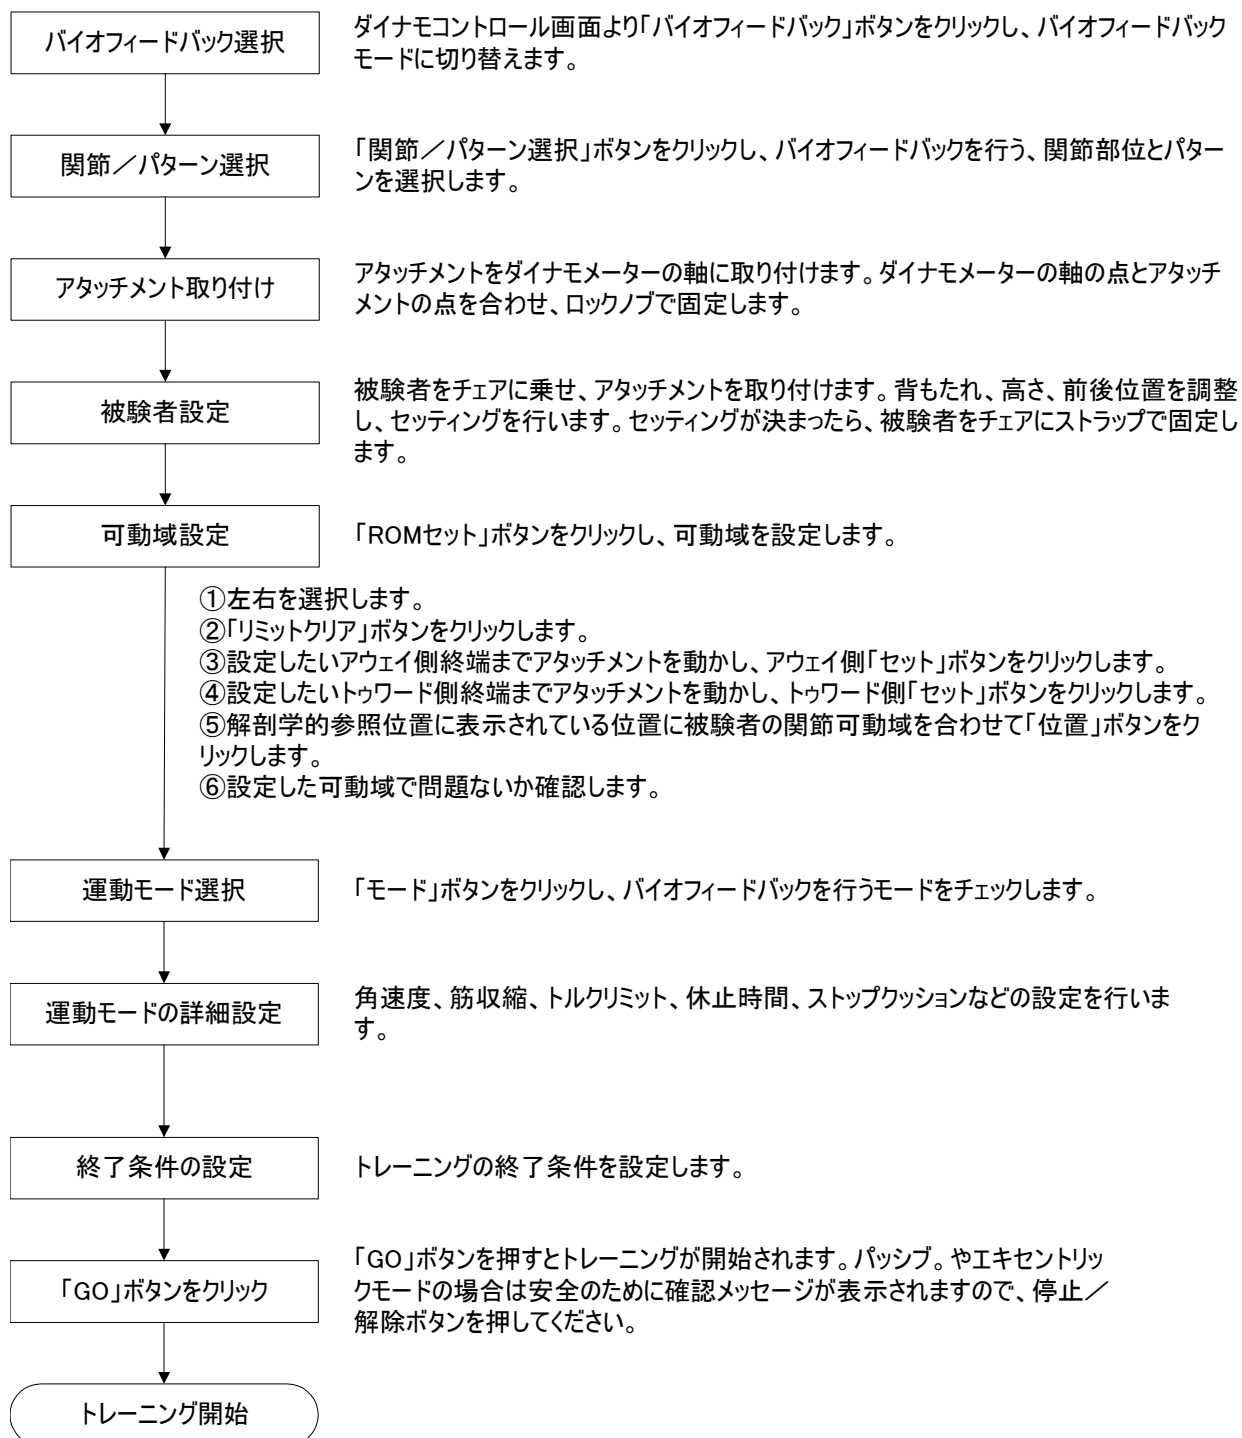 バイオフィードバック選択
ダイナモコントロール画面より「バイオフィードバック」ボタンをクリックし、バイオフィードバック
モードに切り替えます。
関節／パターン選択
「関節／パターン選択」ボタンをクリックし、バイオフィードバックを行う、関節部位とパター
ンを選択します。
アタッチメント取り付け
アタッチメントをダイナモメーターの軸に取り付けます。ダイナモメーターの軸の点とアタッチ
メントの点を合わせ、ロックノブで固定します。
被験者設定
被験者をチェアに乗せ、アタッチメントを取り付けます。背もたれ、高さ、前後位置を調整
し、セッティングを行います。セッティングが決まったら、被験者をチェアにストラップで固定し
ます。
可動域設定
「ROMセット」ボタンをクリックし、可動域を設定します。
①左右を選択します。
②「リミットクリア」ボタンをクリックします。
③設定したいアウェイ側終端までアタッチメントを動かし、アウェイ側「セット」ボタンをクリックします。
④設定したいトゥワード側終端までアタッチメントを動かし、トゥワード側「セット」ボタンをクリックします。
⑤解剖学的参照位置に表示されている位置に被験者の関節可動域を合わせて「位置」ボタンをク
リックします。
⑥設定した可動域で問題ないか確認します。
運動モード選択
「モード」ボタンをクリックし、バイオフィードバックを行うモードをチェックします。
運動モードの詳細設定
角速度、筋収縮、トルクリミット、休止時間、ストップクッションなどの設定を行いま
す。
終了条件の設定
トレーニングの終了条件を設定します。
「GO」ボタンをクリック
「GO」ボタンを押すとトレーニングが開始されます。パッシブ。やエキセントリッ
クモードの場合は安全のために確認メッセージが表示されますので、停止／
解除ボタンを押してください。
トレーニング開始